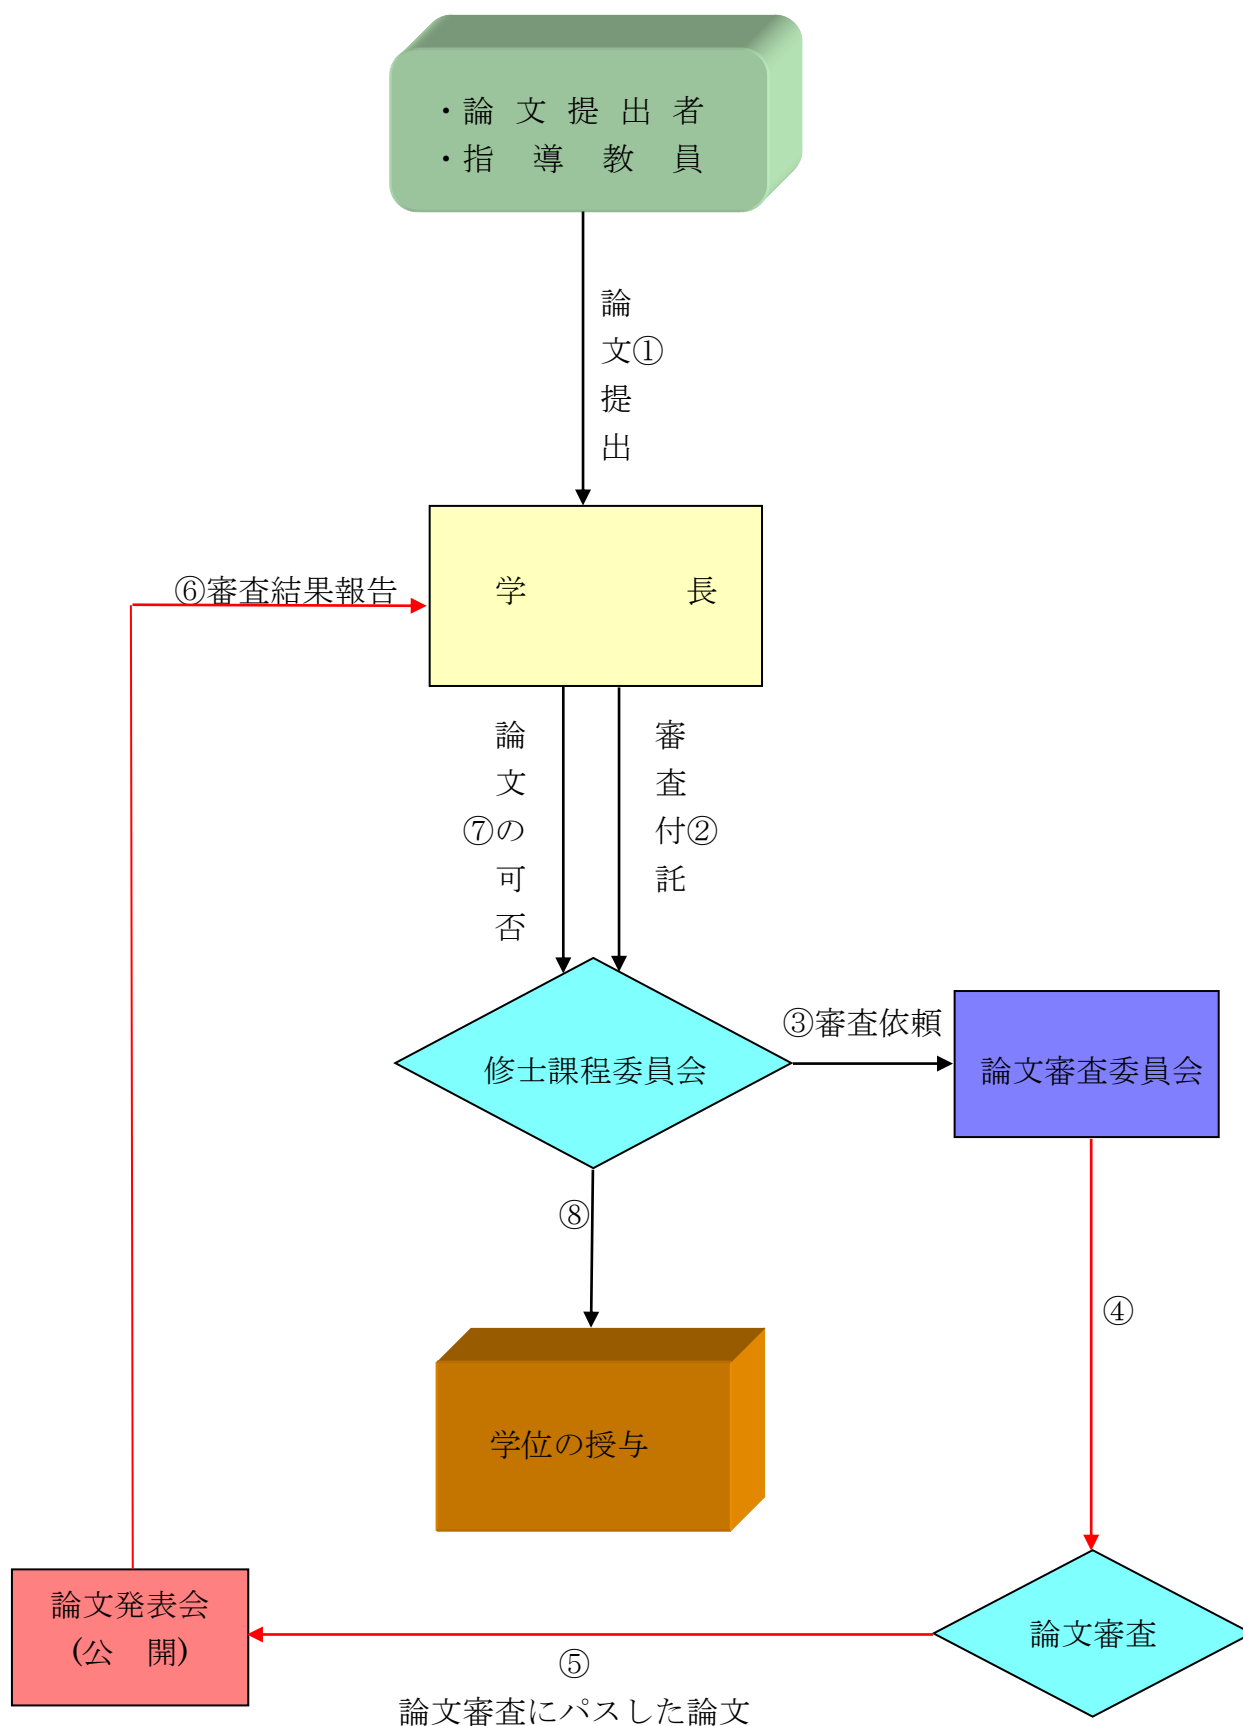 ・論文提出者
・指導教員
論文提出
①
⑥審査結果報告
学長
論文の可否
⑦
審査付託
②
③審査依頼
修士課程委員会
論文審査委員会
⑧
④
学位の授与
論文発表会
(公 開)
論文審査
⑤
論文審査にパスした論文